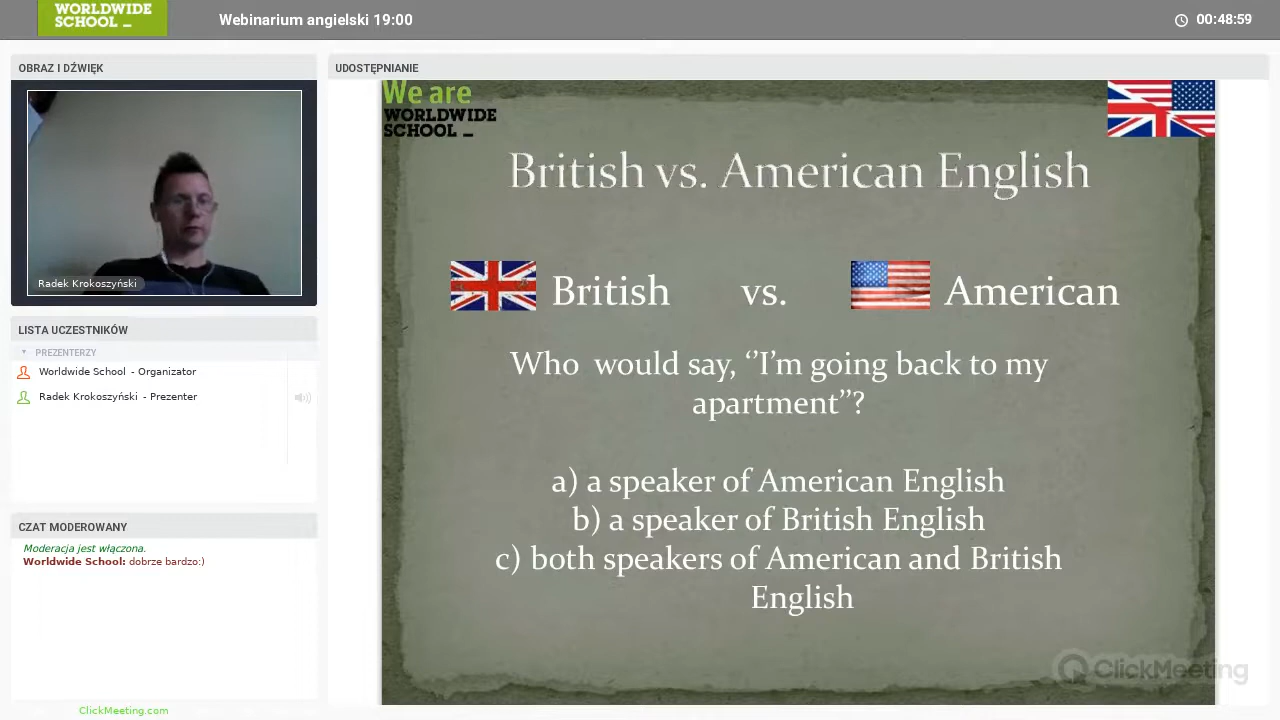 WORLDWIDE
SCHOOL _
Webinarium angielski 19:00
00:48:59
OBRAZ I DŹWIĘK
Radek Krokoszyński
LISTA UCZESTNIKÓW
PREZENTERZY
Worldwide School - Organizator
Radek Krokoszyński - Prezenter
CZAT MODEROWANY
Moderacja jest włączona.
Worldwide School: dobrze bardzo:)
ClickMeeting.com
UDOSTĘPNIANIE
We are
WORLDWIDE
SCHOOL _
British vs. American English
British vs. American
Who would say, ‘’I’m going back to my
apartment’’?
a) a speaker of American English
b) a speaker of British English
c) both speakers of American and British
English
ClickMeeting